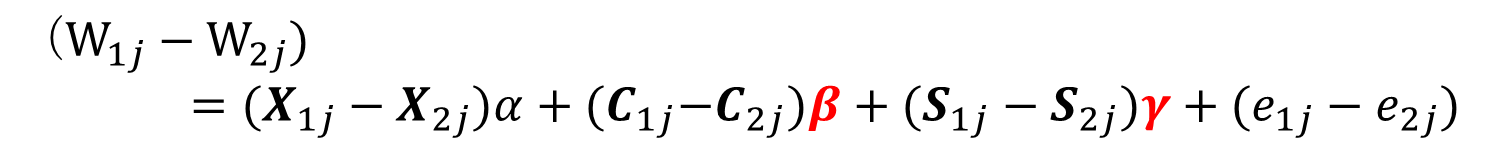 (W₁ⱼ − W₂ⱼ)
= (𝑿₁ⱼ − 𝑿₂ⱼ)α + (𝑪₁ⱼ−𝑪₂ⱼ)𝜷 + (𝑺₁ⱼ − 𝑺₂ⱼ)𝜸 + (e₁ⱼ − e₂ⱼ)